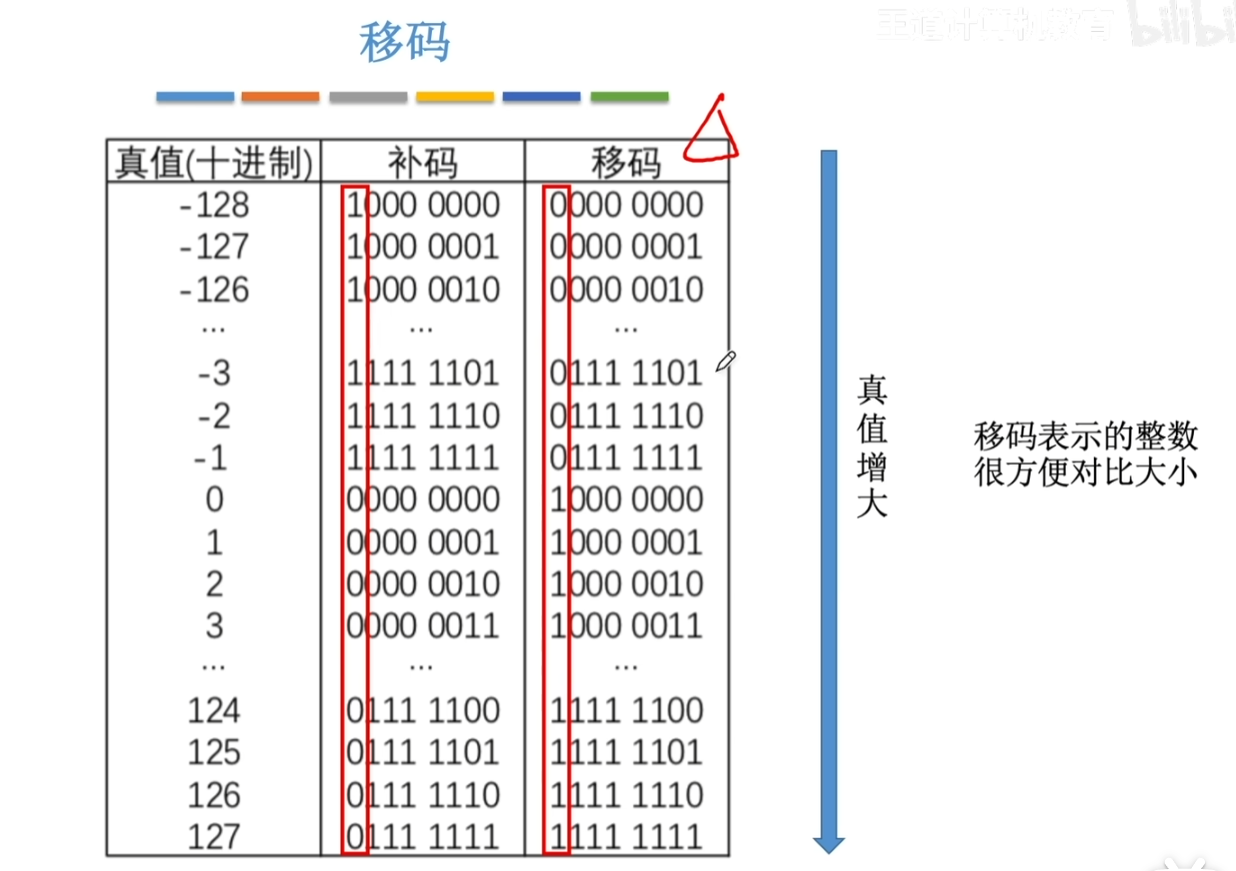 王道计算机教育 bilibi
移码
真值(十进制) 补码 移码
-128 1000 0000 0000 0000
-127 1000 0001 0000 0001
-126 1000 0010 0000 0010
... ... ...
-3 1111 1101 0111 1101
-2 1111 1110 0111 1110
-1 1111 1111 0111 1111
0 0000 0000 1000 0000
1 0000 0001 1000 0001
2 0000 0010 1000 0010
3 0000 0011 1000 0011
... ... ...
124 0111 1100 1111 1100
125 0111 1101 1111 1101
126 0111 1110 1111 1110
127 0111 1111 1111 1111
真值增大
移码表示的整数
很方便对比大小